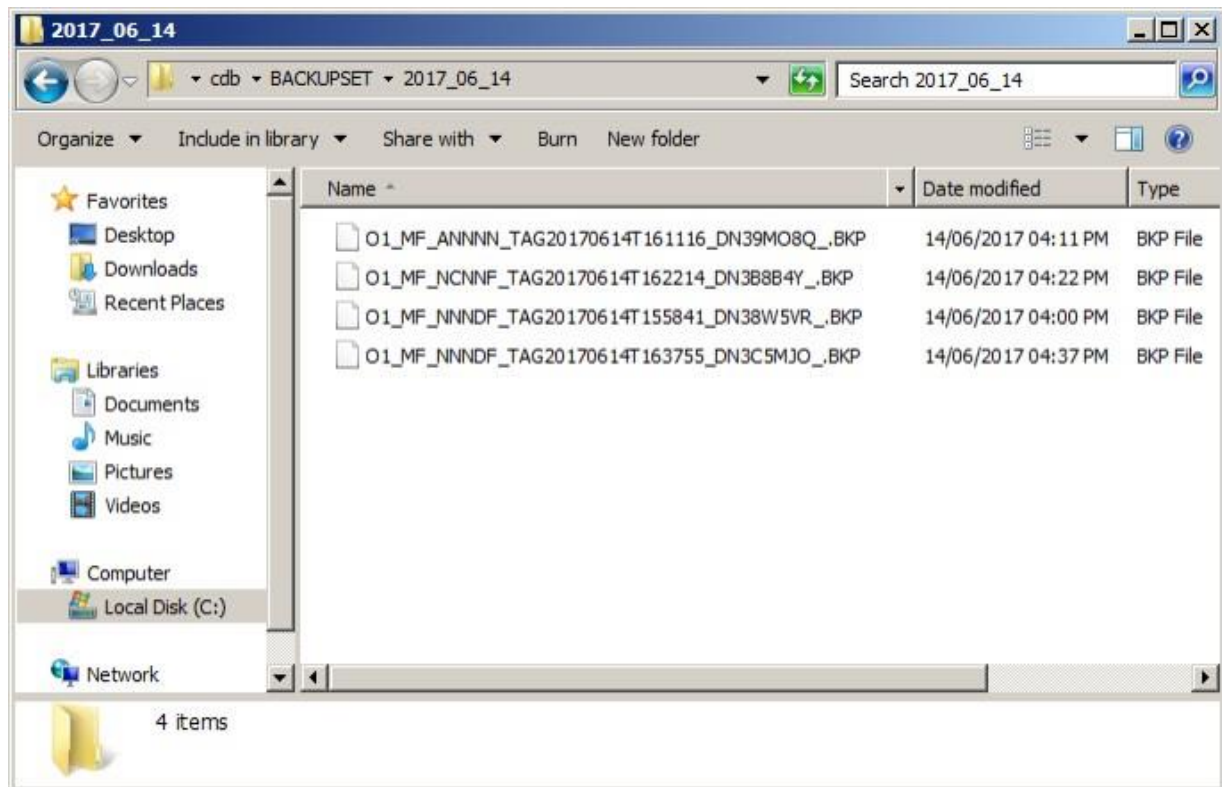 2017_06_14
cdb BACKUPSET 2017_06_14
Search 2017_06_14
Organize Include in library Share with Burn New folder
Favorites
Desktop
Downloads
Recent Places
Libraries
Documents
Music
Pictures
Videos
Computer
Local Disk (C:)
Network
Name Date modified Type
O1_MF_ANNNN_TAG20170614T161116_DN39MO8Q_.BKP 14/06/2017 04:11 PM BKP File
O1_MF_NCNNF_TAG20170614T162214_DN3B8B4Y_.BKP 14/06/2017 04:22 PM BKP File
O1_MF_NNNDF_TAG20170614T155841_DN38W5VR_.BKP 14/06/2017 04:00 PM BKP File
O1_MF_NNNDF_TAG20170614T163755_DN3C5MJO_.BKP 14/06/2017 04:37 PM BKP File
4 items